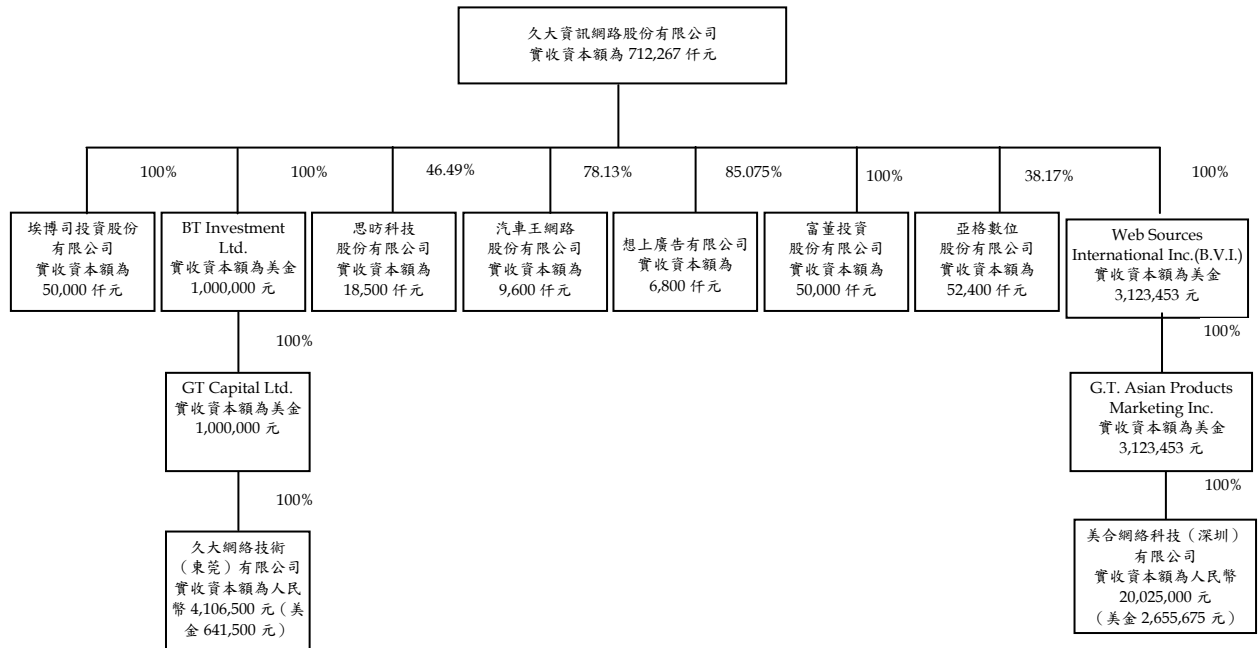 久大資訊網路股份有限公司
實收資本額為 712,267 仟元
100%
100%
46.49%
78.13%
85.075%
100%
38.17%
100%
埃博司投資股份
有限公司
實收資本額為
50,000 仟元
BT Investment
Ltd.
實收資本額為美金
1,000,000 元
思昉科技
股份有限公司
實收資本額為
18,500 仟元
汽車王網路
股份有限公司
實收資本額為
9,600 仟元
想上廣告有限公司
實收資本額為
6,800 仟元
富董投資
股份有限公司
實收資本額為
50,000 仟元
亞格數位
股份有限公司
實收資本額為
52,400 仟元
Web Sources
International Inc.(B.V.I.)
實收資本額為美金
3,123,453 元
100%
100%
GT Capital Ltd.
實收資本額為美金
1,000,000 元
G.T. Asian Products
Marketing Inc.
實收資本額為美金
3,123,453 元
100%
100%
久大網絡技術
（東莞）有限公司
實收資本額為人民
幣 4,106,500 元（美
金 641,500 元）
美合網絡科技（深圳）
有限公司
實收資本額為人民幣
20,025,000 元
（美金 2,655,675 元）